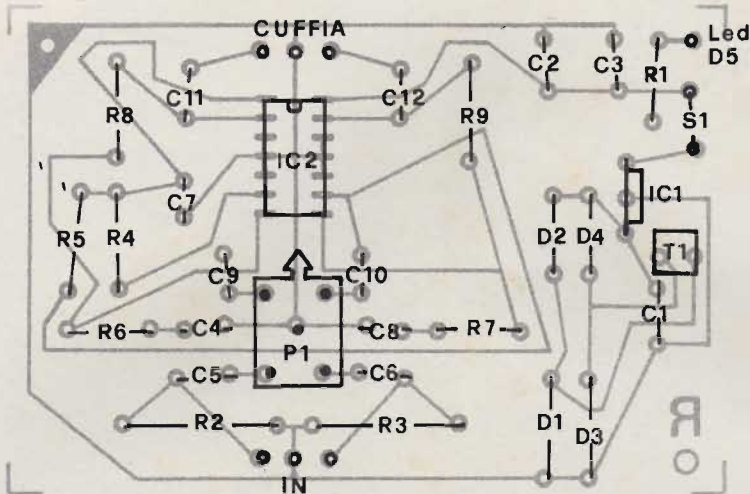 CUFFIA
Led
D5
C2
C3
R1
C11
C12
R8
R9
S1
IC2
C7
IC1
R5
R4
D2
D4
T1
C9
C10
C1
R6
C4
C8
R7
P1
C5
C6
R2
R3
D1
D3
IN